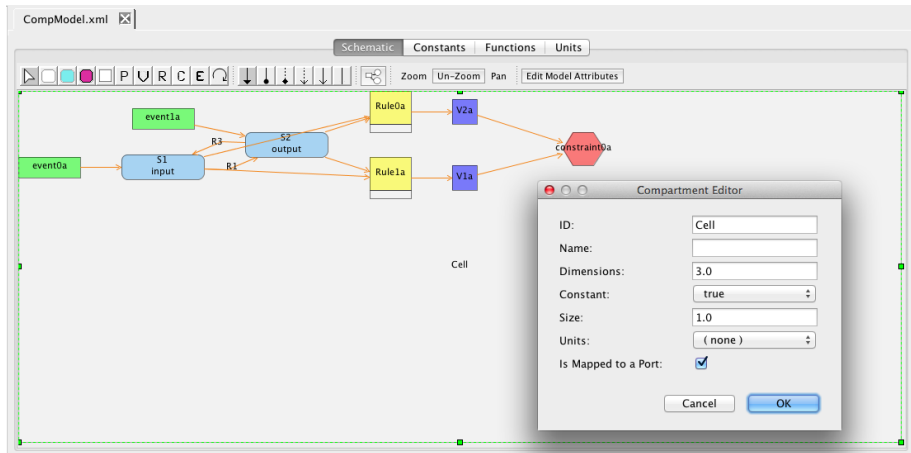 CompModel.xml
Schematic Constants Functions Units
P V R C E Zoom Un-Zoom Pan Edit Model Attributes
event1a
Rule0a
V2a
R3
S2
output
constraint0a
event0a
S1
input
R1
Rule1a
V1a
Cell
Compartment Editor
ID: Cell
Name:
Dimensions: 3.0
Constant: true
Size: 1.0
Units: ( none )
Is Mapped to a Port:
Cancel OK